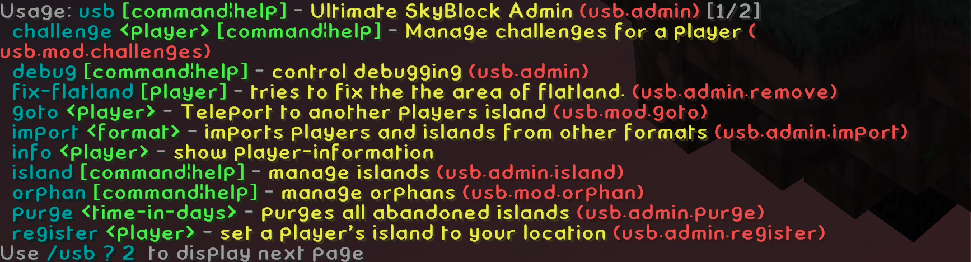 Usage: usb [command|help] - Ultimate SkyBlock Admin (usb.admin) [1/2]
challenge <player> [command|help] - Manage challenges for a player (
usb.mod.challenges)
debug [command|help] - control debugging (usb.admin)
fix-flatland [player] - tries to fix the the area of flatland. (usb.admin.remove)
goto <player> - Teleport to another players island (usb.mod.goto)
import <format> - imports players and islands from other formats (usb.admin.import)
info <player> - show player-information
island [command|help] - manage islands (usb.admin.island)
orphan [command|help] - manage orphans (usb.mod.orphan)
purge <time-in-days> - purges all abandoned islands (usb.admin.purge)
register <player> - set a player's island to your location (usb.admin.register)
Use /usb ? 2 to display next page